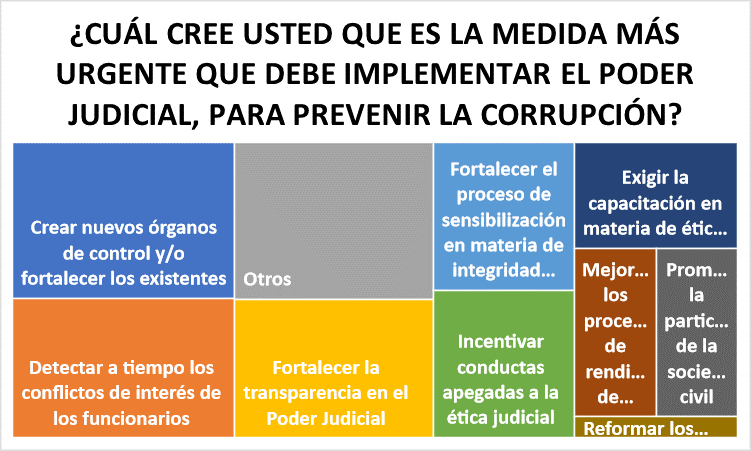 ¿CUÁL CREE USTED QUE ES LA MEDIDA MÁS
URGENTE QUE DEBE IMPLEMENTAR EL PODER
JUDICIAL, PARA PREVENIR LA CORRUPCIÓN?
Crear nuevos órganos
de control y/o
fortalecer los existentes
Detectar a tiempo los
conflictos de interés de
los funcionarios
Otros
Fortalecer la
transparencia en el
Poder Judicial
Fortalecer el
proceso de
sensibilización
en materia de
integridad...
Incentivar
conductas
apegadas a la
ética judicial
Exigir la
capacitación en
materia de étic...
Mejor...
los
proce...
de
rendi...
de...
Prom...
la
partic...
de la
socie...
civil
Reformar los...